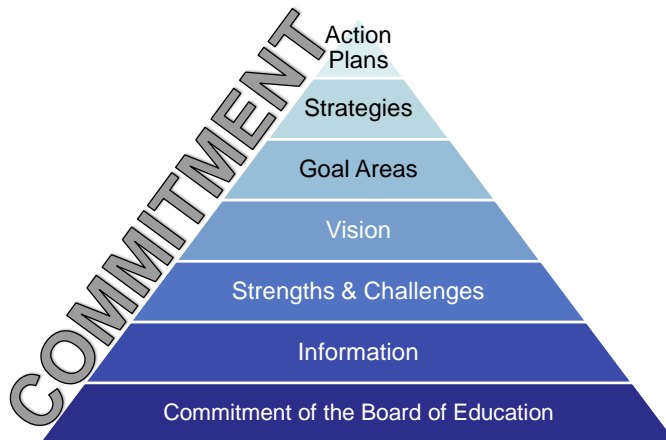 COMMITMENT
Action
Plans
Strategies
Goal Areas
Vision
Strengths & Challenges
Information
Commitment of the Board of Education